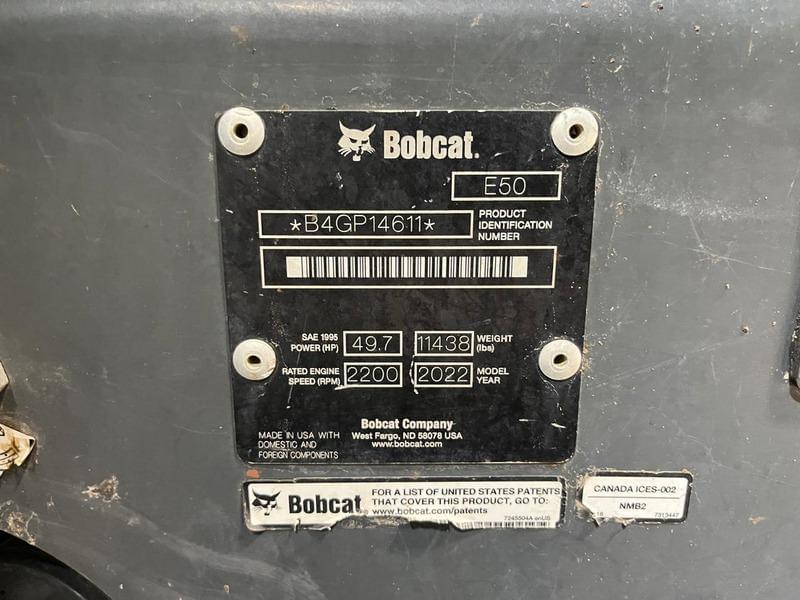 Bobcat.
E50
*B4GP14611*
PRODUCT
IDENTIFICATION
NUMBER
SAE 1995
POWER (HP)
49.7
11438
WEIGHT
(lbs)
RATED ENGINE
SPEED (RPM)
2200
2022
MODEL
YEAR
Bobcat Company
West Fargo, ND 58078 USA
www.bobcat.com
MADE IN USA WITH
DOMESTIC AND
FOREIGN COMPONENTS
Bobcat
FOR A LIST OF UNITED STATES PATENTS
THAT COVER THIS PRODUCT, GO TO:
www.bobcat.com/patents
7245504A enUS
CANADA ICES-002
NMB2
7313447